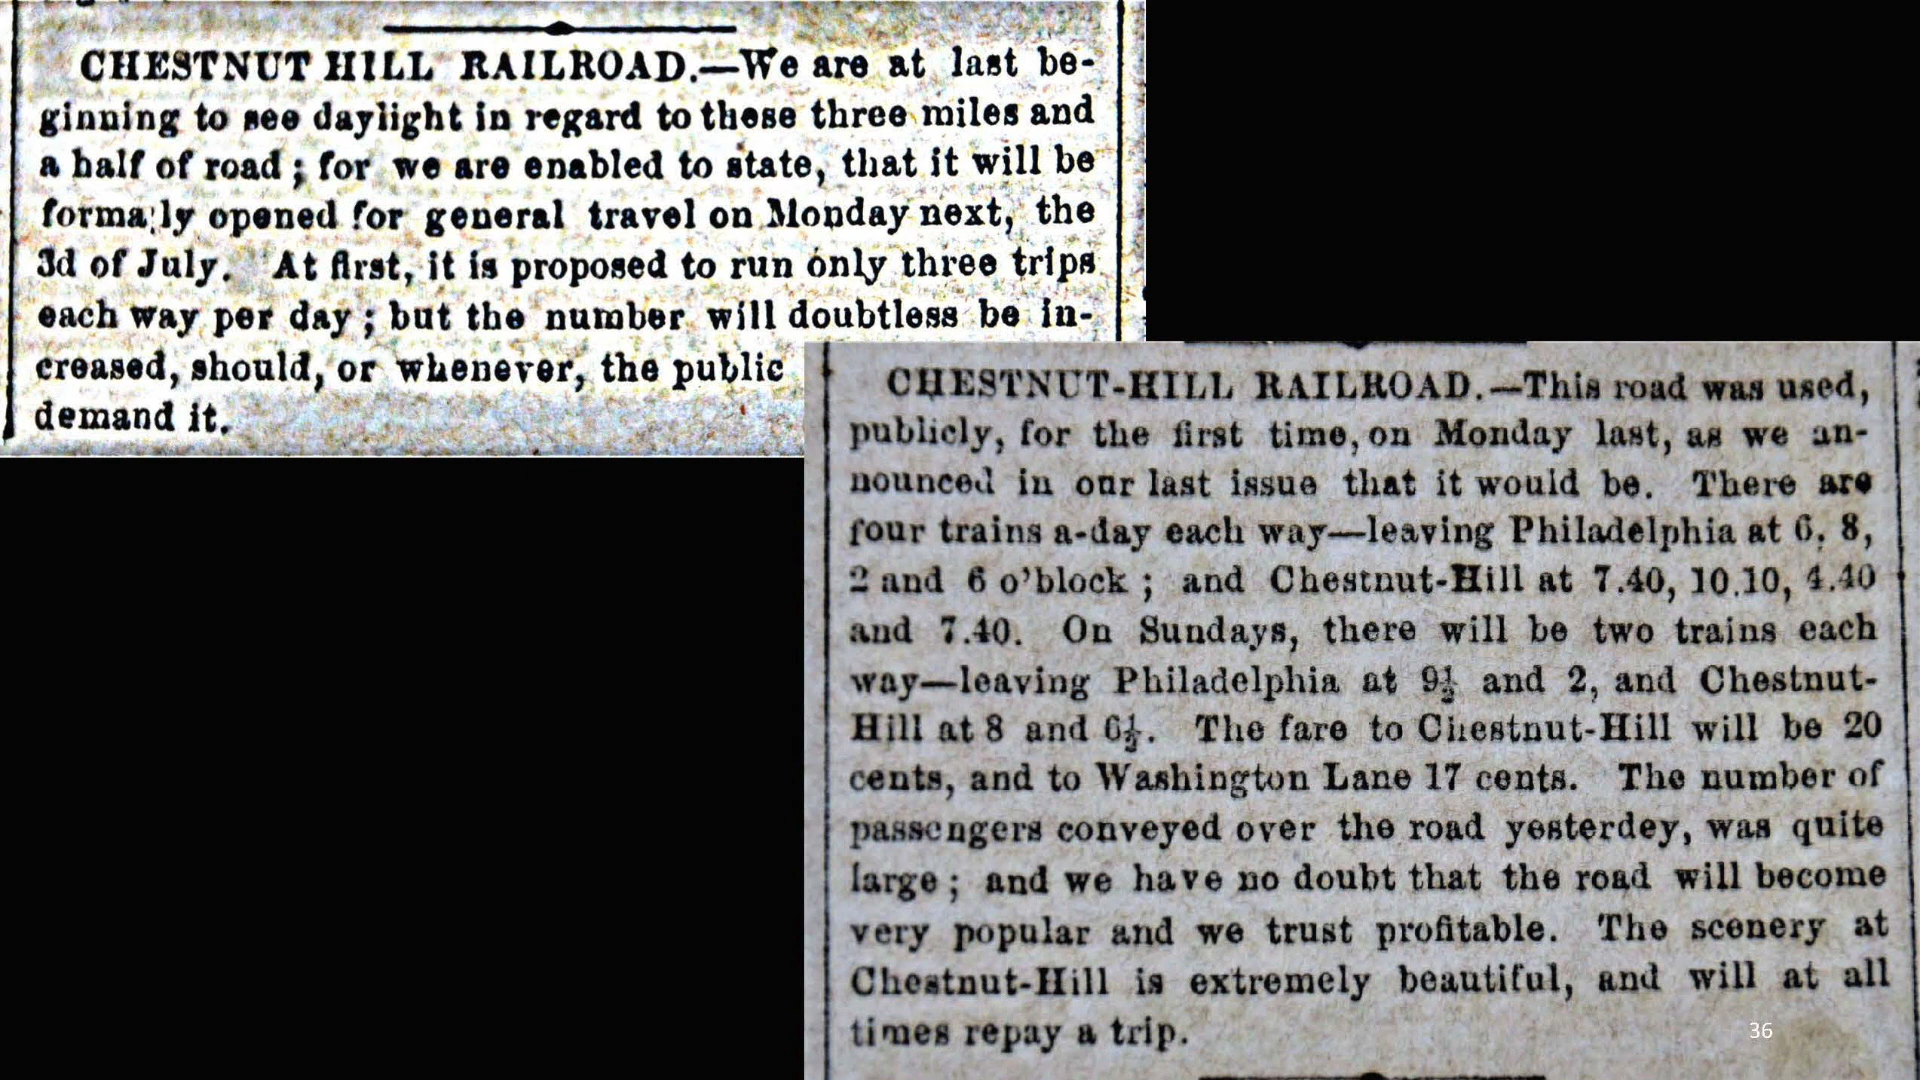 CHESTNUT HILL RAILROAD.—We are at last be-
ginning to see daylight in regard to these three miles and
a half of road ; for we are enabled to state, that it will be
formally opened for general travel on Monday next, the
3d of July. At first, it is proposed to run only three trips
each way per day ; but the number will doubtless be in-
creased, should, or whenever, the public
demand it.
CHESTNUT-HILL RAILROAD.—This road was used,
publicly, for the first time, on Monday last, as we an-
nounced in our last issue that it would be. There are
four trains a-day each way—leaving Philadelphia at 6, 8,
2 and 6 o'block ; and Chestnut-Hill at 7.40, 10.10, 4.40
and 7.40. On Sundays, there will be two trains each
way—leaving Philadelphia at 9½ and 2, and Chestnut-
Hill at 8 and 6½. The fare to Chestnut-Hill will be 20
cents, and to Washington Lane 17 cents. The number of
passengers conveyed over the road yesterdey, was quite
large ; and we have no doubt that the road will become
very popular and we trust profitable. The scenery at
Chestnut-Hill is extremely beautiful, and will at all
times repay a trip.
36